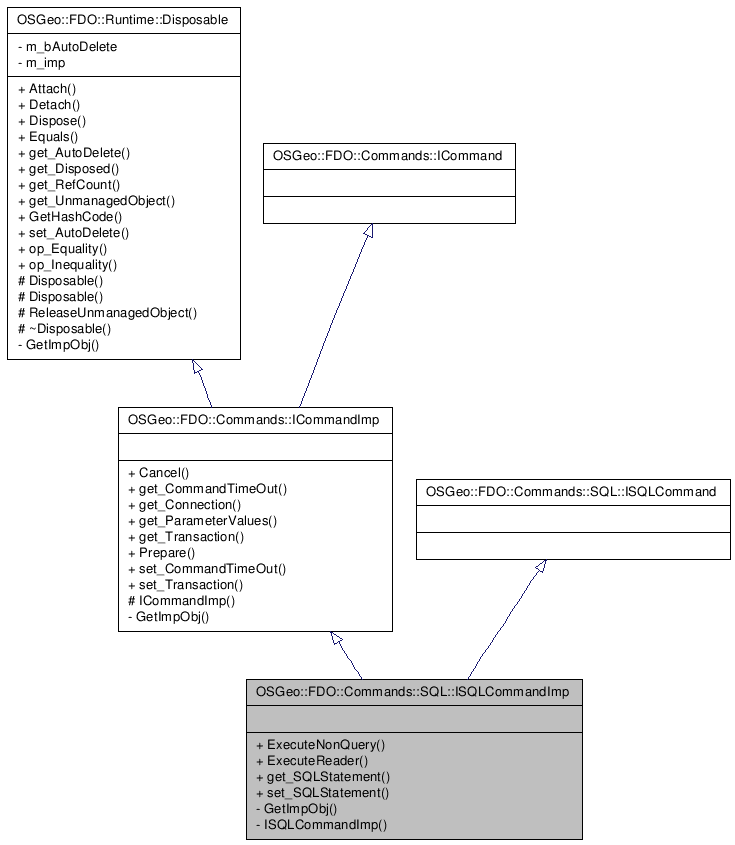 OSGeo::FDO::Runtime::Disposable
- m_bAutoDelete
- m_imp
+ Attach()
+ Detach()
+ Dispose()
+ Equals()
+ get_AutoDelete()
+ get_Disposed()
+ get_RefCount()
+ get_UnmanagedObject()
+ GetHashCode()
+ set_AutoDelete()
+ op_Equality()
+ op_Inequality()
# Disposable()
# Disposable()
# ReleaseUnmanagedObject()
# ~Disposable()
- GetImpObj()
OSGeo::FDO::Commands::ICommand
OSGeo::FDO::Commands::ICommandImp
+ Cancel()
+ get_CommandTimeOut()
+ get_Connection()
+ get_ParameterValues()
+ get_Transaction()
+ Prepare()
+ set_CommandTimeOut()
+ set_Transaction()
# ICommandImp()
- GetImpObj()
OSGeo::FDO::Commands::SQL::ISQLCommand
OSGeo::FDO::Commands::SQL::ISQLCommandImp
+ ExecuteNonQuery()
+ ExecuteReader()
+ get_SQLStatement()
+ set_SQLStatement()
- GetImpObj()
- ISQLCommandImp()